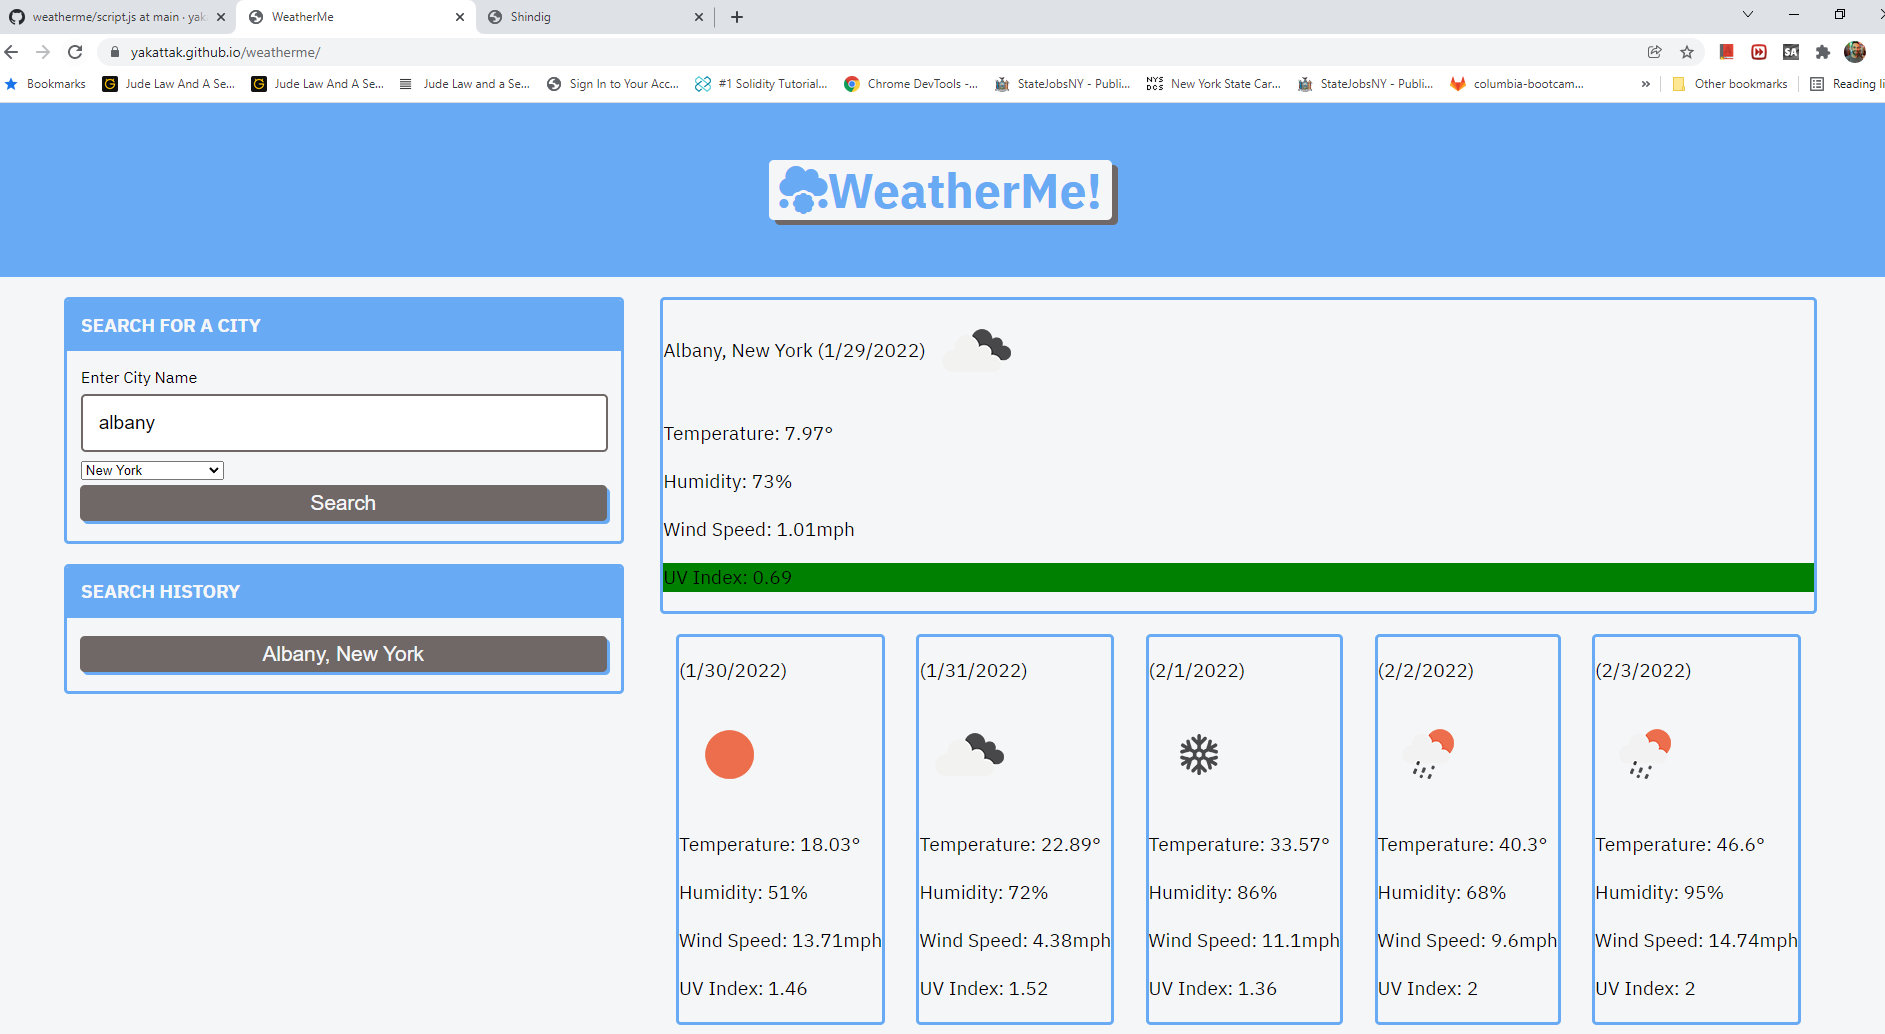 weatherme/script.js at main · yak
WeatherMe
Shindig
yakattak.github.io/weatherme/
Bookmarks
Jude Law And A Se...
Jude Law And A Se...
Jude Law and a Se...
Sign In to Your Acc...
#1 Solidity Tutorial...
Chrome DevTools -...
StateJobsNY - Publi...
NYS DCS
New York State Car...
StateJobsNY - Publi...
columbia-bootcam...
»
Other bookmarks
Reading li
SA
WeatherMe!
SEARCH FOR A CITY
Enter City Name
albany
New York
Search
SEARCH HISTORY
Albany, New York
Albany, New York (1/29/2022)
Temperature: 7.97°
Humidity: 73%
Wind Speed: 1.01mph
UV Index: 0.69
(1/30/2022)
Temperature: 18.03°
Humidity: 51%
Wind Speed: 13.71mph
UV Index: 1.46
(1/31/2022)
Temperature: 22.89°
Humidity: 72%
Wind Speed: 4.38mph
UV Index: 1.52
(2/1/2022)
Temperature: 33.57°
Humidity: 86%
Wind Speed: 11.1mph
UV Index: 1.36
(2/2/2022)
Temperature: 40.3°
Humidity: 68%
Wind Speed: 9.6mph
UV Index: 2
(2/3/2022)
Temperature: 46.6°
Humidity: 95%
Wind Speed: 14.74mph
UV Index: 2